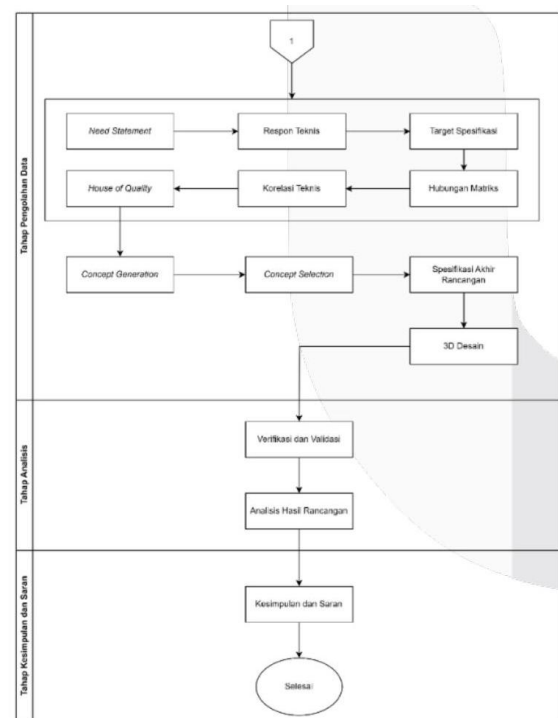 Tahap Pengolahan Data
1
Need Statement
Respon Teknis
Target Spesifikasi
House of Quality
Korelasi Teknis
Hubungan Matriks
Concept Generation
Concept Selection
Spesifikasi Akhir
Rancangan
3D Desain
Tahap Analisis
Verifikasi dan Validasi
Analisis Hasil Rancangan
Tahap Kesimpulan dan Saran
Kesimpulan dan Saran
Selesai